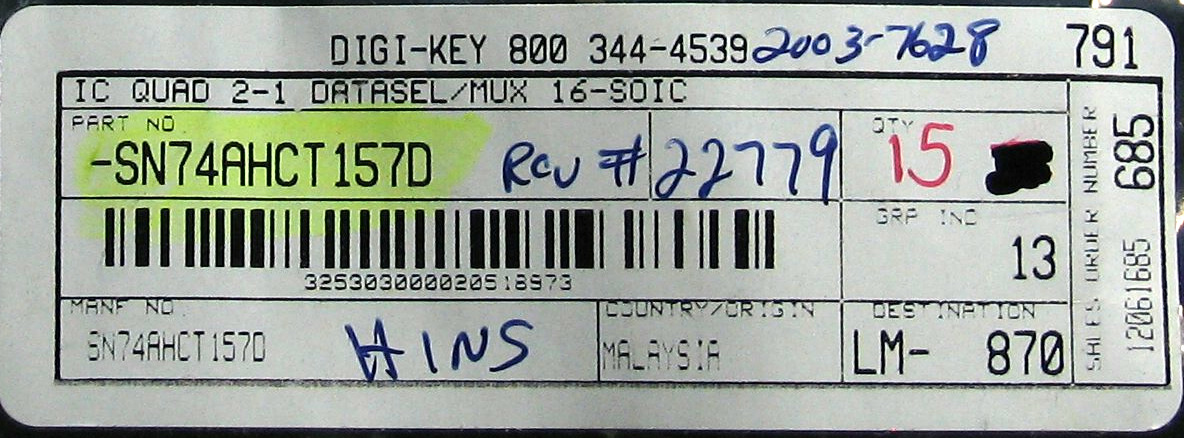 DIGI-KEY 800 344-4539 2003-7628 791
IC QUAD 2-1 DATASEL/MUX 16-SOIC
PART NO
-SN74AHCT157D Rcv # 22779
QTY
15
GRP INC
13
3253030000020518973
MANF NO
SN74AHCT157D HINS
COUNTRY/ORIGIN
MALAYSIA
DESTINATION
LM- 870
SALES ORDER NUMBER
12061685 685